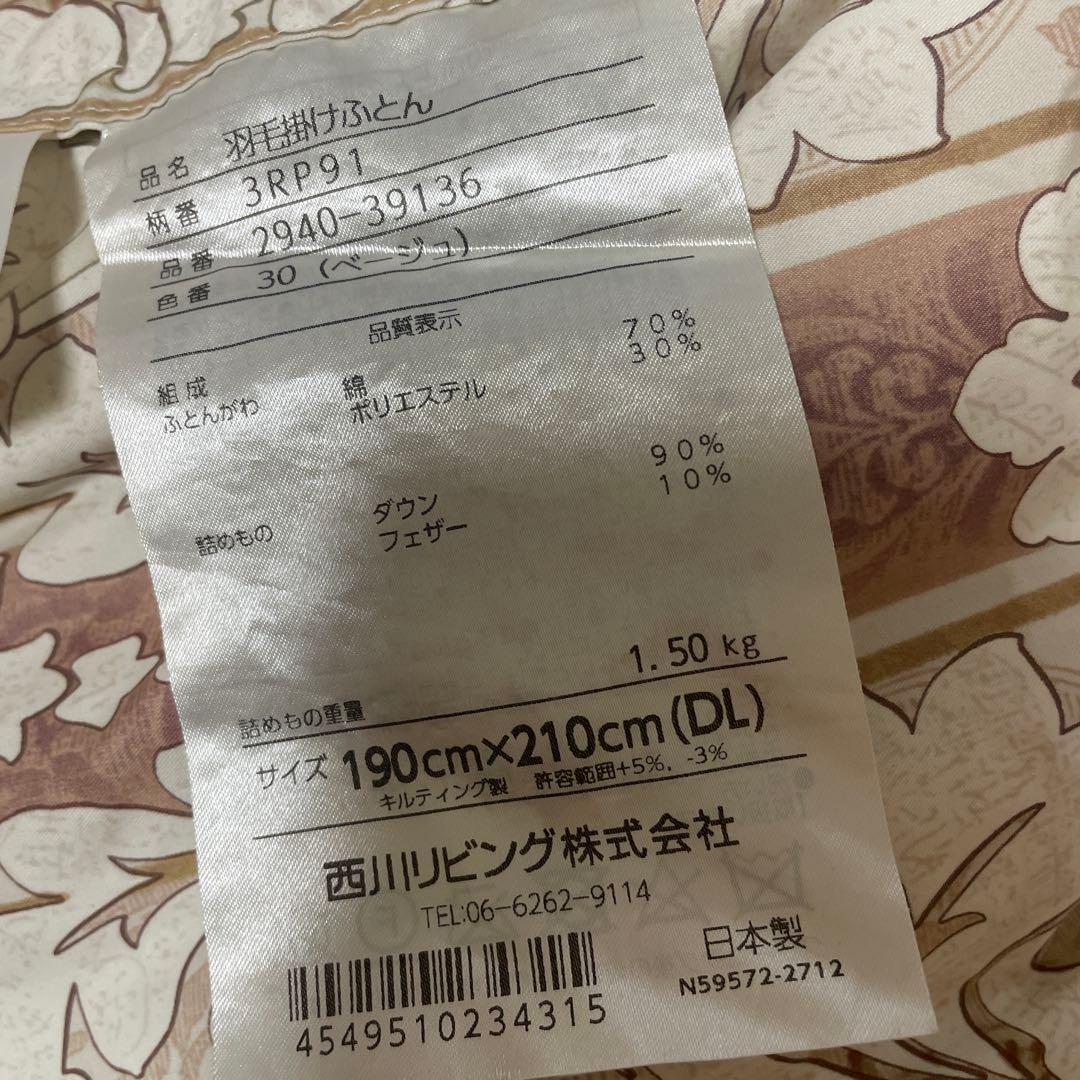 品名 羽毛掛けふとん
柄番 3RP91
品番 2940-39136
色番 30 (ベージュ)
品質表示
組成
ふとんがわ 綿 70%
ポリエステル 30%
詰めもの ダウン 90%
フェザー 10%
詰めもの重量 1.50 kg
サイズ 190cm×210cm(DL)
キルティング製 許容範囲+5%, -3%
西川リビング株式会社
TEL:06-6262-9114
日本製
N59572-2712
4549510234315